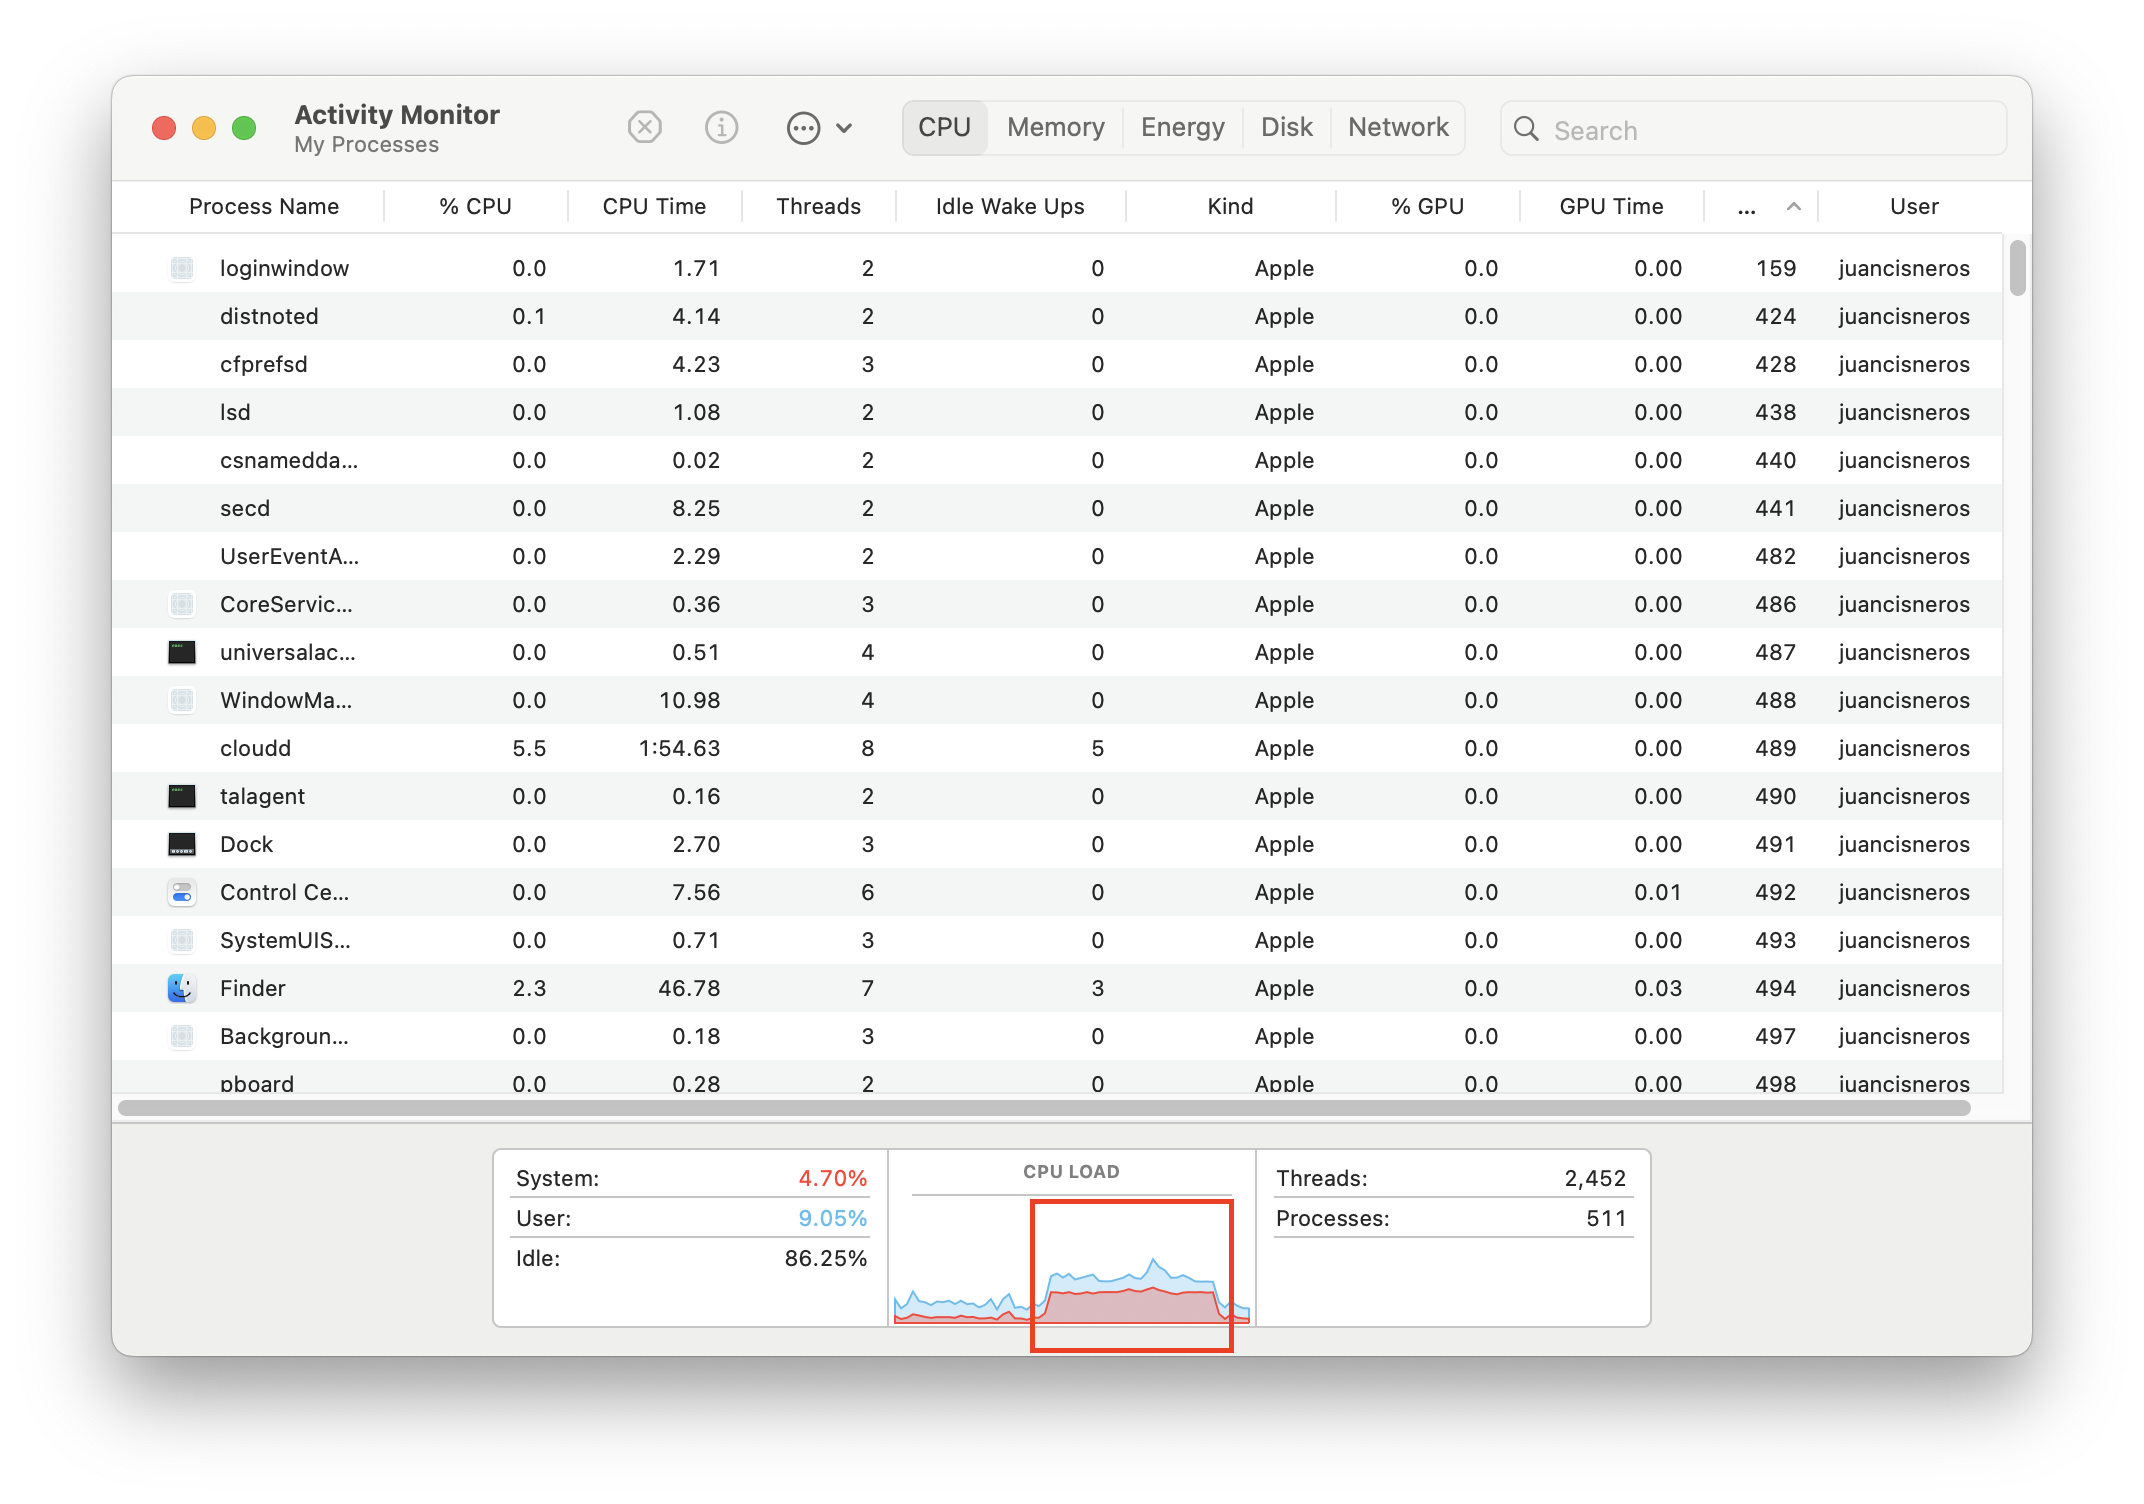 Activity Monitor
My Processes
CPU Memory Energy Disk Network
Search
Process Name % CPU CPU Time Threads Idle Wake Ups Kind % GPU GPU Time ... User
loginwindow 0.0 1.71 2 0 Apple 0.0 0.00 159 juancisneros
distnoted 0.1 4.14 2 0 Apple 0.0 0.00 424 juancisneros
cfprefsd 0.0 4.23 3 0 Apple 0.0 0.00 428 juancisneros
lsd 0.0 1.08 2 0 Apple 0.0 0.00 438 juancisneros
csnamedda... 0.0 0.02 2 0 Apple 0.0 0.00 440 juancisneros
secd 0.0 8.25 2 0 Apple 0.0 0.00 441 juancisneros
UserEventA... 0.0 2.29 2 0 Apple 0.0 0.00 482 juancisneros
CoreServic... 0.0 0.36 3 0 Apple 0.0 0.00 486 juancisneros
universalac... 0.0 0.51 4 0 Apple 0.0 0.00 487 juancisneros
WindowMa... 0.0 10.98 4 0 Apple 0.0 0.00 488 juancisneros
cloudd 5.5 1:54.63 8 5 Apple 0.0 0.00 489 juancisneros
talagent 0.0 0.16 2 0 Apple 0.0 0.00 490 juancisneros
Dock 0.0 2.70 3 0 Apple 0.0 0.00 491 juancisneros
Control Ce... 0.0 7.56 6 0 Apple 0.0 0.01 492 juancisneros
SystemUIS... 0.0 0.71 3 0 Apple 0.0 0.00 493 juancisneros
Finder 2.3 46.78 7 3 Apple 0.0 0.03 494 juancisneros
Backgroun... 0.0 0.18 3 0 Apple 0.0 0.00 497 juancisneros
pboard 0.0 0.28 2 0 Apple 0.0 0.00 498 juancisneros
System: 4.70%
User: 9.05%
Idle: 86.25%
CPU LOAD
Threads: 2,452
Processes: 511